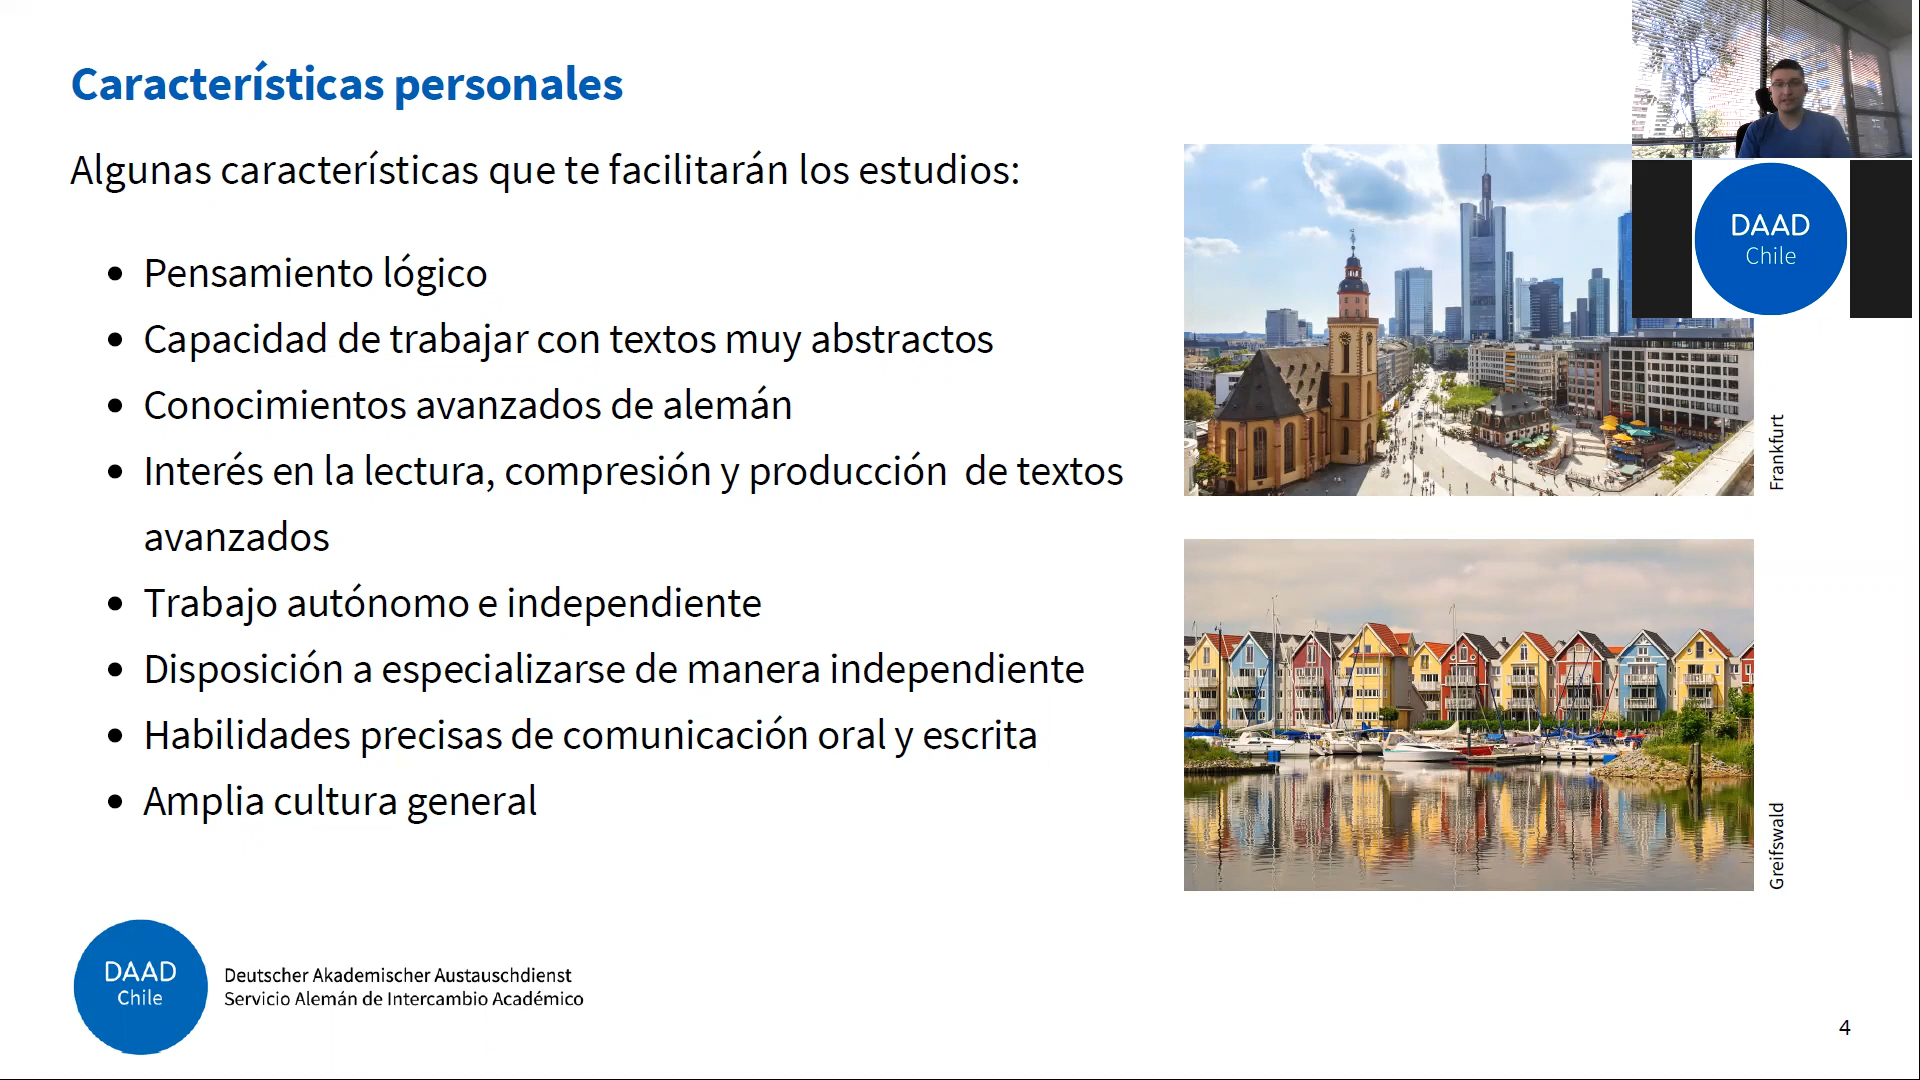 Características personales
Algunas características que te facilitarán los estudios:
• Pensamiento lógico
• Capacidad de trabajar con textos muy abstractos
• Conocimientos avanzados de alemán
• Interés en la lectura, compresión y producción  de textos
avanzados
• Trabajo autónomo e independiente
• Disposición a especializarse de manera independiente
• Habilidades precisas de comunicación oral y escrita
• Amplia cultura general
DAAD
Chile
Frankfurt
Greifswald
DAAD
Chile
Deutscher Akademischer Austauschdienst
Servicio Alemán de Intercambio Académico
4